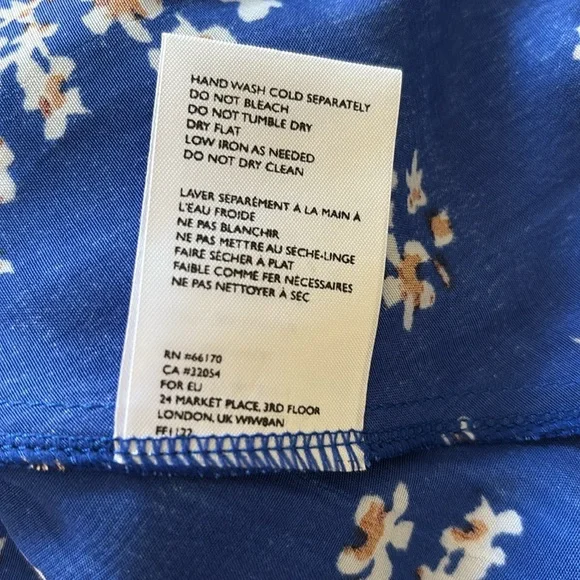 HAND WASH COLD SEPARATELY
DO NOT BLEACH
DO NOT TUMBLE DRY
DRY FLAT
LOW IRON AS NEEDED
DO NOT DRY CLEAN
LAVER SÉPARÉMENT À LA MAIN À
L'EAU FROIDE
NE PAS BLANCHIR
NE PAS METTRE AU SÈCHE-LINGE
FAIRE SÉCHER À PLAT
FAIBLE COMME FER NÉCESSAIRES
NE PAS NETTOYER À SEC
RN #66170
CA #32054
FOR EU
24 MARKET PLACE, 3RD FLOOR
LONDON, UK W1W8AN